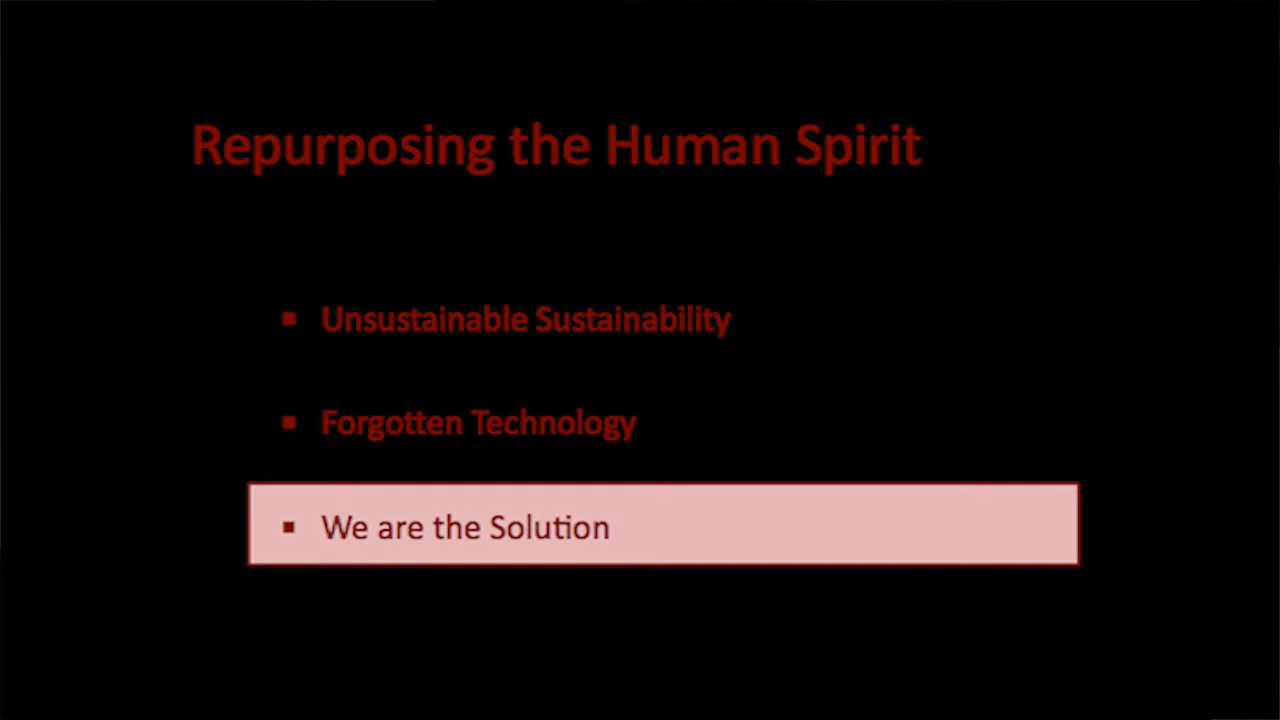 Repurposing the Human Spirit
▪ Unsustainable Sustainability
▪ Forgotten Technology
▪ We are the Solution